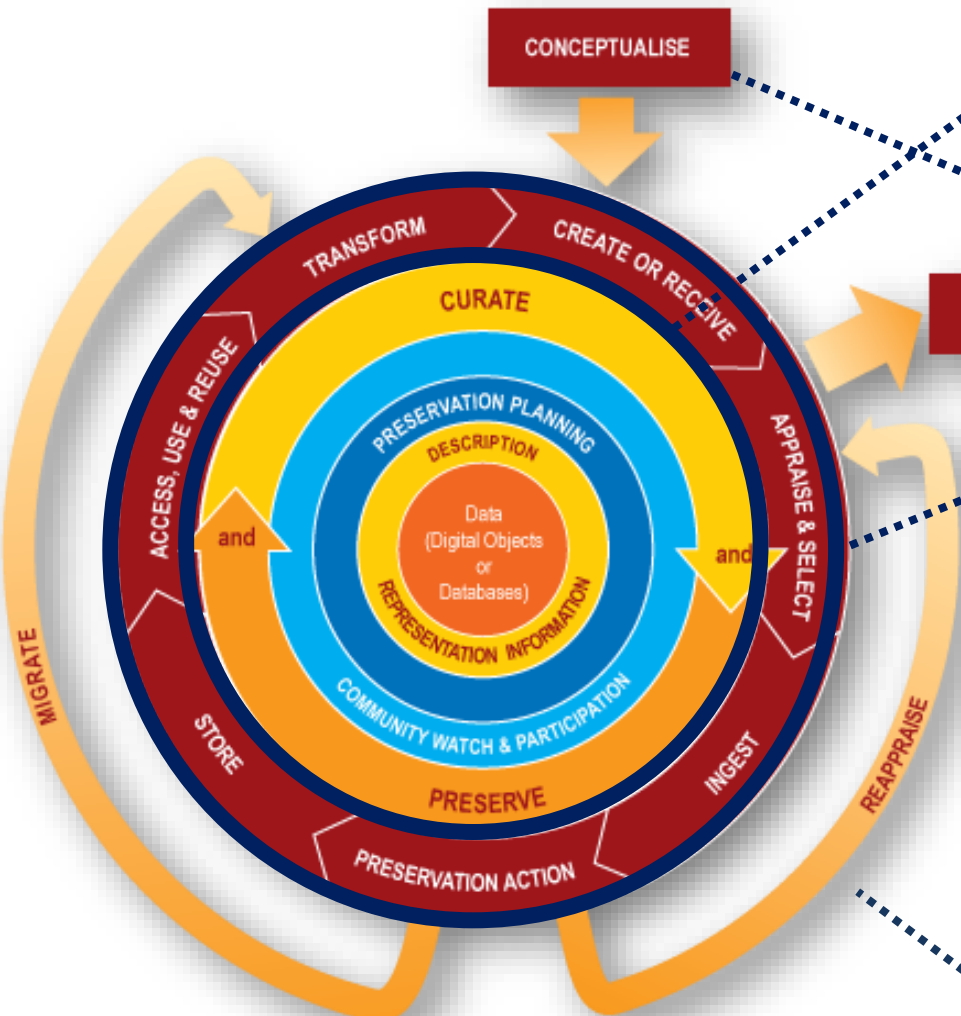 CONCEPTUALISE
TRANSFORM
CREATE OR RECEIVE
APPRAISE & SELECT
INGEST
PRESERVATION ACTION
STORE
ACCESS, USE & REUSE
CURATE
and
PRESERVE
and
PRESERVATION PLANNING
COMMUNITY WATCH & PARTICIPATION
DESCRIPTION
REPRESENTATION INFORMATION
Data
(Digital Objects
or
Databases)
MIGRATE
REAPPRAISE